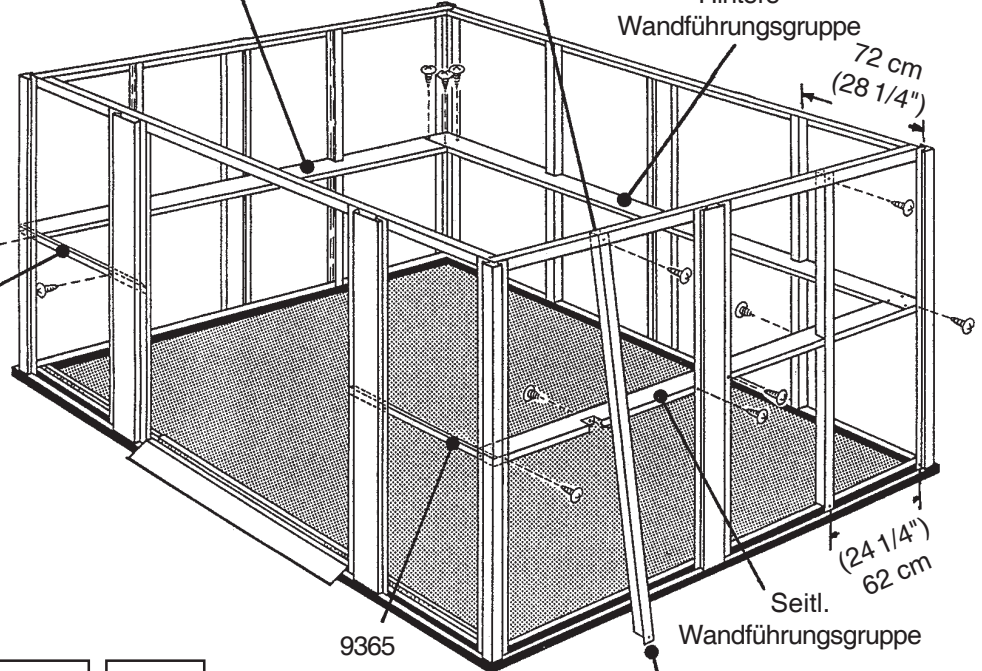 Hintere
Wandführungsgruppe
72 cm
(28 1/4")
(24 1/4")
62 cm
Seitl.
Wandführungsgruppe
9365